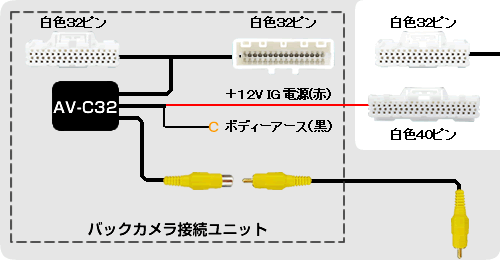 白色32ピン
白色32ピン
白色32ピン
AV-C32
+12V IG 電源(赤)
C ボディーアース(黒)
白色40ピン
バックカメラ接続ユニット